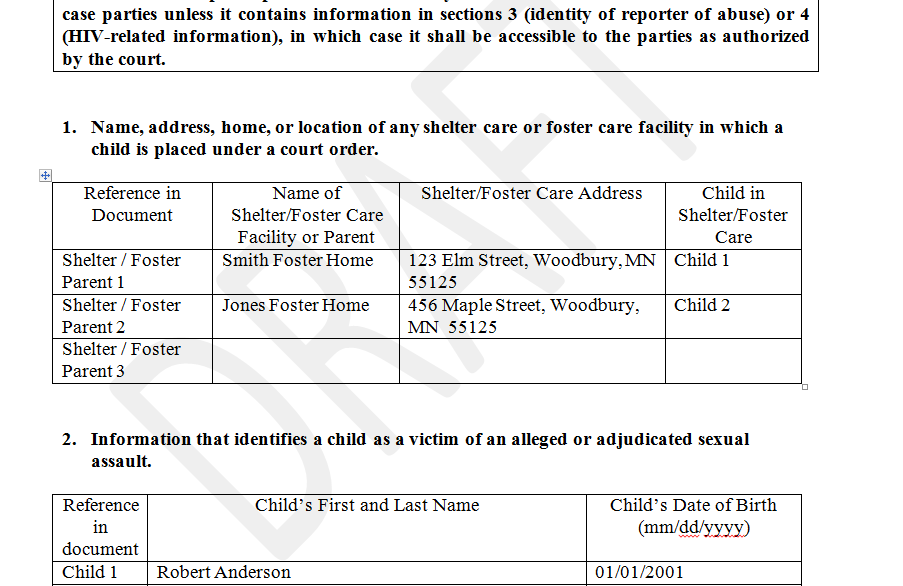 case parties unless it contains information in sections 3 (identity of reporter of abuse) or 4
(HIV-related information), in which case it shall be accessible to the parties as authorized
by the court.
1. Name, address, home, or location of any shelter care or foster care facility in which a
child is placed under a court order.
Reference in
Document
Name of
Shelter/Foster Care
Facility or Parent
Shelter/Foster Care Address
Child in
Shelter/Foster
Care
Shelter / Foster
Parent 1
Smith Foster Home
123 Elm Street, Woodbury, MN
55125
Child 1
Shelter / Foster
Parent 2
Jones Foster Home
456 Maple Street, Woodbury,
MN 55125
Child 2
Shelter / Foster
Parent 3
2. Information that identifies a child as a victim of an alleged or adjudicated sexual
assault.
Reference
in
document
Child's First and Last Name
Child's Date of Birth
(mm/dd/yyyy)
Child 1
Robert Anderson
01/01/2001
DRAFT